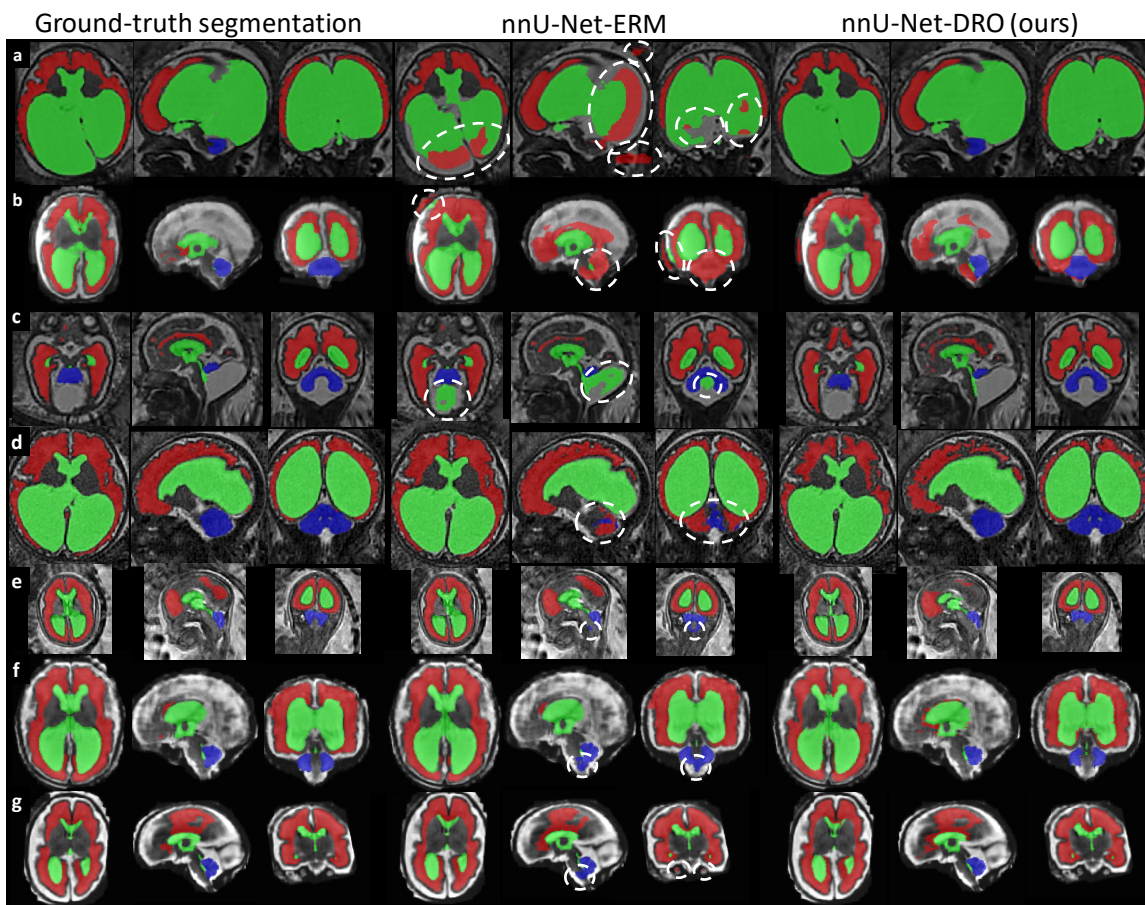 Ground-truth segmentation nnU-Net-ERM nnU-Net-DRO (ours)
a
b
c
d
e
f
g